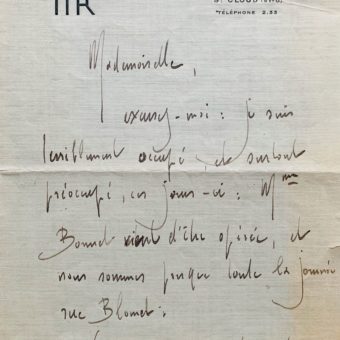 TÉLÉPHONE 2.53
Mademoiselle,
excusez-moi : je suis
terriblement occupé, et surtout
préoccupé, ces jours-ci : Mme
Bonnet vient d'être opérée, et
nous sommes presque toute la journée
rue Blomet.